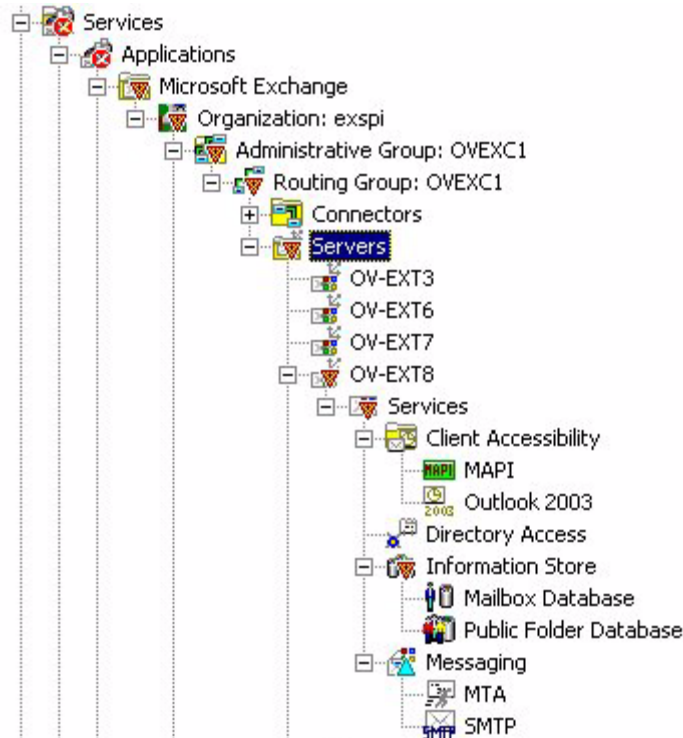 Services
Applications
Microsoft Exchange
Organization: exspi
Administrative Group: OVEXC1
Routing Group: OVEXC1
Connectors
Servers
OV-EXT3
OV-EXT6
OV-EXT7
OV-EXT8
Services
Client Accessibility
MAPI MAPI
2003 Outlook 2003
Directory Access
Information Store
Mailbox Database
Public Folder Database
Messaging
MTA
SMTP SMTP